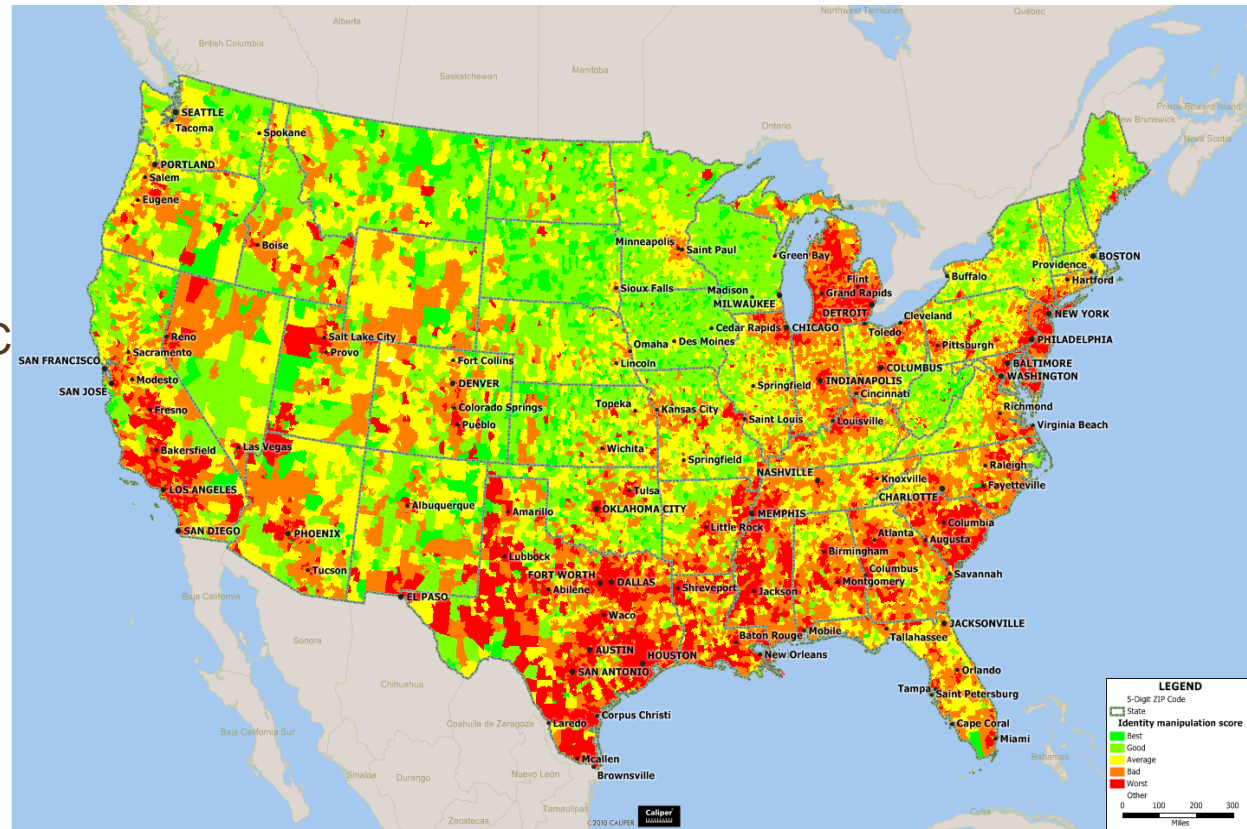 Northwest Territories
Québec
Alberta
British Columbia
Saskatchewan
Manitoba
Ontario
Prince Edward Island
New Brunswick
Nova Scotia
SEATTLE
Tacoma
Spokane
PORTLAND
Salem
Eugene
Boise
Minneapolis
Saint Paul
Green Bay
Buffalo
Providence
BOSTON
Hartford
Sioux Falls
Madison
MILWAUKEE
Flint
Grand Rapids
DETROIT
Cleveland
NEW YORK
Reno
Salt Lake City
Provo
Cedar Rapids
CHICAGO
Toledo
PHILADELPHIA
C
Sacramento
Omaha
Des Moines
Pittsburgh
SAN FRANCISCO
Fort Collins
Lincoln
COLUMBUS
BALTIMORE
WASHINGTON
Modesto
SAN JOSE
DENVER
Springfield
INDIANAPOLIS
Cincinnati
Fresno
Colorado Springs
Pueblo
Topeka
Kansas City
Saint Louis
Louisville
Richmond
Virginia Beach
Bakersfield
Las Vegas
Wichita
Springfield
NASHVILLE
Knoxville
Raleigh
LOS ANGELES
Albuquerque
Amarillo
Tulsa
OKLAHOMA CITY
MEMPHIS
CHARLOTTE
Fayetteville
SAN DIEGO
PHOENIX
Little Rock
Atlanta
Columbia
Augusta
Tucson
Lubbock
Birmingham
Columbus
Savannah
Baja California
EL PASO
FORT WORTH
DALLAS
Abilene
Shreveport
Jackson
Montgomery
Sonora
Waco
Baton Rouge
Mobile
Tallahassee
JACKSONVILLE
AUSTIN
HOUSTON
New Orleans
SAN ANTONIO
Orlando
Chihuahua
Tampa
Saint Petersburg
Coahuila de Zaragoza
Laredo
Corpus Christi
Cape Coral
Miami
Baja California Sur
Mcallen
Brownsville
Bahamas
Sinaloa
Durango
Nuevo León
Tamaulipas
Zacatecas
Cuba
©2010 CALIPER
Caliper
LEGEND
5-Digit ZIP Code
State
Identity manipulation score
Best
Good
Average
Bad
Worst
Other
0 100 200 300
Miles